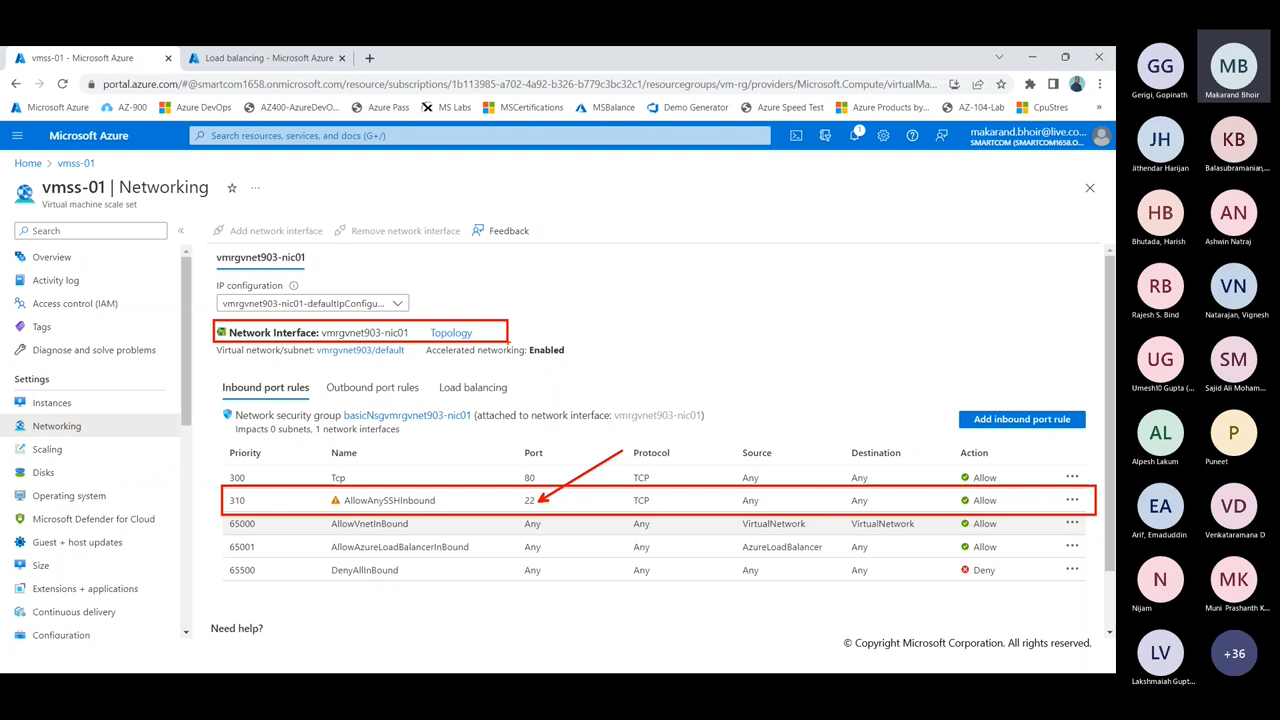 vmss-01 - Microsoft Azure
Load balancing - Microsoft Azure
portal.azure.com/#@smartcom1658.onmicrosoft.com/resource/subscriptions/1b113985-a702-4a92-b326-b779c3bc32c1/resourcegroups/vm-rg/providers/Microsoft.Compute/virtualMa...
Microsoft Azure
AZ-900
Azure DevOps
AZ400-AzureDevO...
Azure Pass
MS Labs
MSCertifications
MSBalance
Demo Generator
Azure Speed Test
Azure Products by...
AZ-104-Lab
CpuStres
»
Microsoft Azure
Search resources, services, and docs (G+/)
1
makarand.bhoir@live.co...
SMARTCOM (SMARTCOM1658.O...
Home > vmss-01
vmss-01 | Networking
Virtual machine scale set
Search
«
Overview
Activity log
Access control (IAM)
Tags
Diagnose and solve problems
Settings
Instances
Networking
Scaling
Disks
Operating system
Microsoft Defender for Cloud
Guest + host updates
Size
Extensions + applications
Continuous delivery
Configuration
Add network interface
Remove network interface
Feedback
vmrgvnet903-nic01
IP configuration
vmrgvnet903-nic01-defaultIpConfigu...
Network Interface: vmrgvnet903-nic01 Topology
Virtual network/subnet: vmrgvnet903/default Accelerated networking: Enabled
Inbound port rules Outbound port rules Load balancing
Network security group basicNsgvmrgvnet903-nic01 (attached to network interface: vmrgvnet903-nic01)
Impacts 0 subnets, 1 network interfaces
Add inbound port rule
Priority Name Port Protocol Source Destination Action
300 Tcp 80 TCP Any Any Allow ...
310 AllowAnySSHInbound 22 TCP Any Any Allow ...
65000 AllowVnetInBound Any Any VirtualNetwork VirtualNetwork Allow ...
65001 AllowAzureLoadBalancerInBound Any Any AzureLoadBalancer Any Allow ...
65500 DenyAllInBound Any Any Any Any Deny ...
Need help?
© Copyright Microsoft Corporation. All rights reserved.
GG
Gerigi, Gopinath
MB
Makarand Bhoir
JH
Jithendar Harijan
KB
Balasubramanian,...
HB
Bhutada, Harish
AN
Ashwin Natraj
RB
Rajesh S. Bind
VN
Natarajan, Vignesh
UG
Umesh10 Gupta (...
SM
Sajid Ali Moham...
AL
Alpesh Lakum
P
Puneet
EA
Arif, Emaduddin
VD
Venkataramana D
N
Nijam
MK
Muni Prashanth K...
LV
Lakshmaiah Gupt...
+36